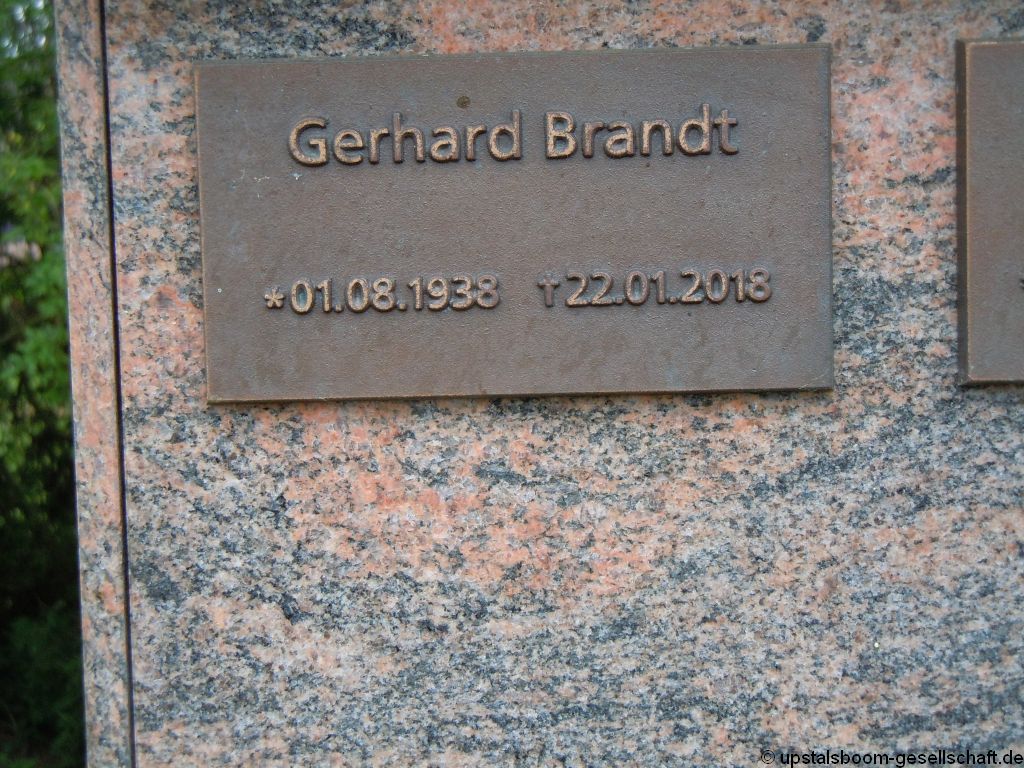 Gerhard Brandt
*01.08.1938 †22.01.2018
© upstalsboom-gesellschaft.de